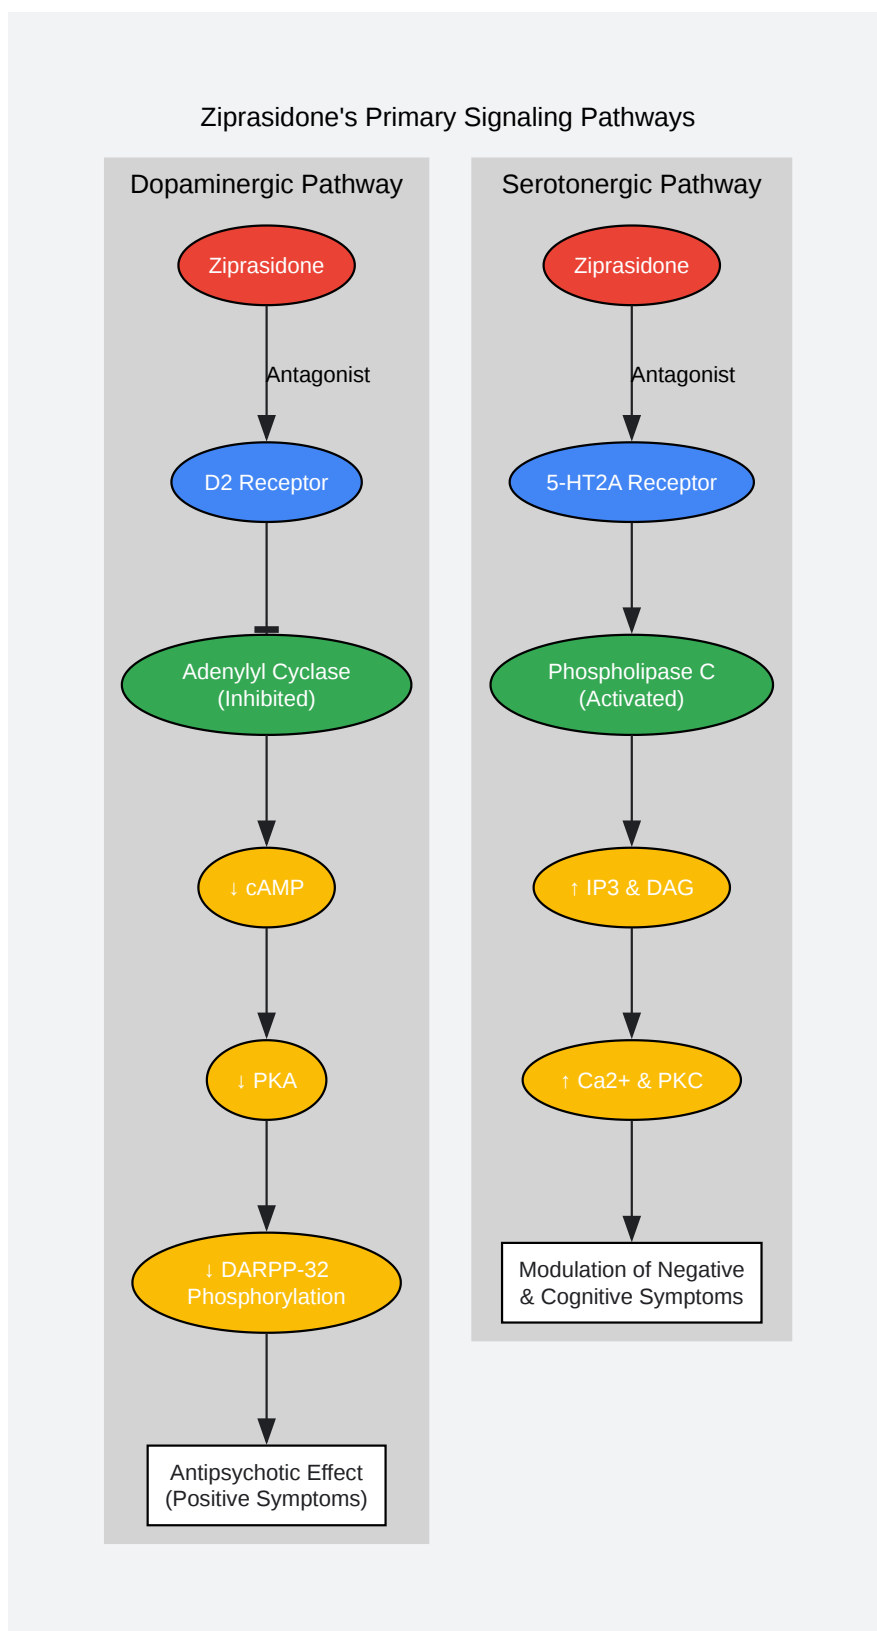 Ziprasidone's Primary Signaling Pathways
Dopaminergic Pathway
Ziprasidone
Antagonist
D2 Receptor
Adenylyl Cyclase
(Inhibited)
↓ cAMP
↓ PKA
↓ DARPP-32
Phosphorylation
Antipsychotic Effect
(Positive Symptoms)
Serotonergic Pathway
Ziprasidone
Antagonist
5-HT2A Receptor
Phospholipase C
(Activated)
↑ IP3 & DAG
↑ Ca2+ & PKC
Modulation of Negative
& Cognitive Symptoms